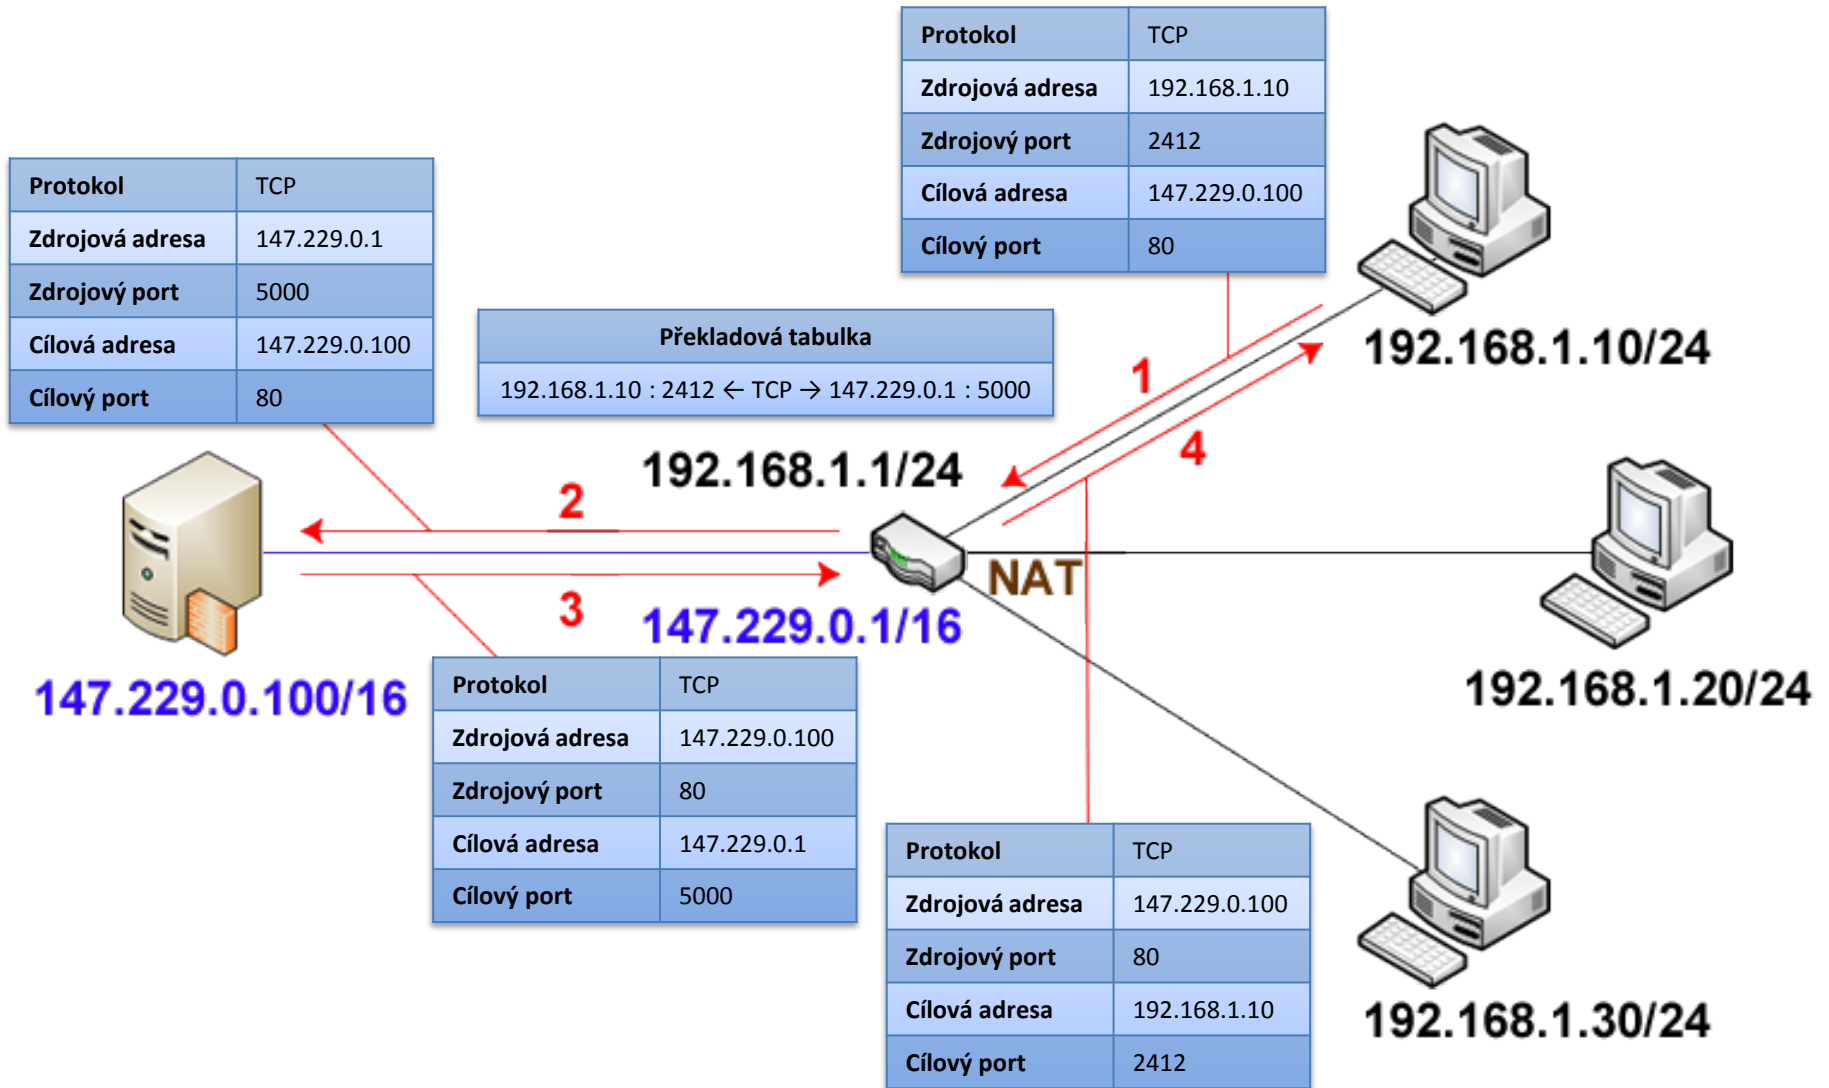 Protokol TCP
Zdrojová adresa 192.168.1.10
Zdrojový port 2412
Cílová adresa 147.229.0.100
Cílový port 80
Protokol TCP
Zdrojová adresa 147.229.0.1
Zdrojový port 5000
Cílová adresa 147.229.0.100
Cílový port 80
Překladová tabulka
192.168.1.10 : 2412 ← TCP → 147.229.0.1 : 5000
192.168.1.10/24
1
4
192.168.1.1/24
2
NAT
3
147.229.0.1/16
147.229.0.100/16
192.168.1.20/24
Protokol TCP
Zdrojová adresa 147.229.0.100
Zdrojový port 80
Cílová adresa 147.229.0.1
Cílový port 5000
Protokol TCP
Zdrojová adresa 147.229.0.100
Zdrojový port 80
Cílová adresa 192.168.1.10
Cílový port 2412
192.168.1.30/24